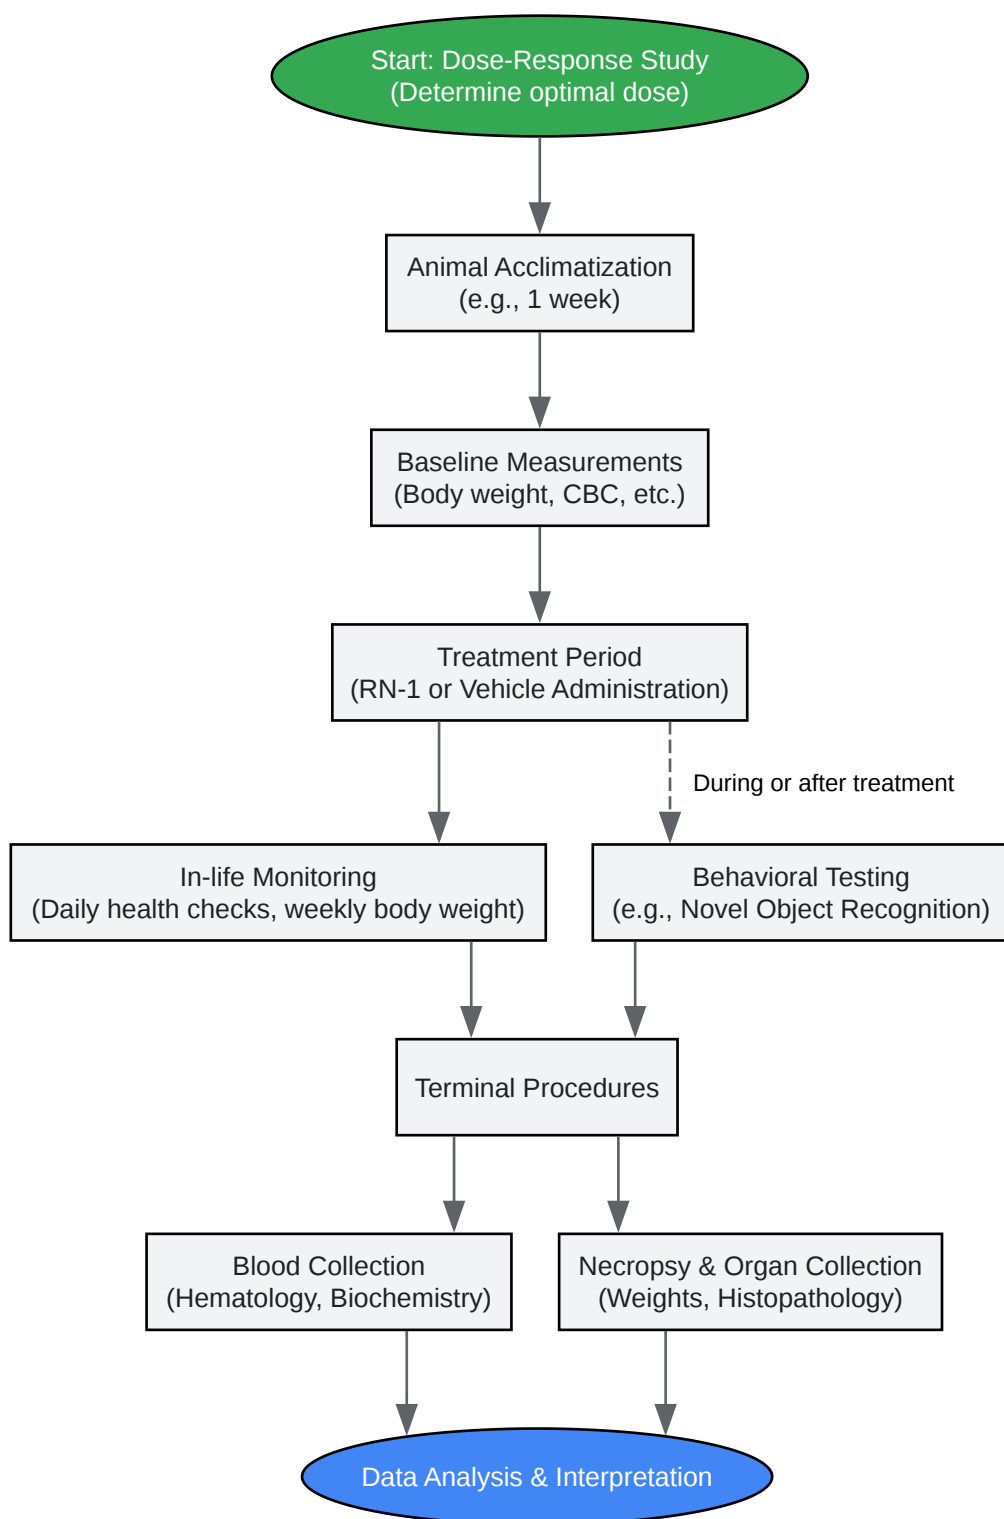 Start: Dose-Response Study
(Determine optimal dose)
Animal Acclimatization
(e.g., 1 week)
Baseline Measurements
(Body weight, CBC, etc.)
Treatment Period
(RN-1 or Vehicle Administration)
During or after treatment
In-life Monitoring
(Daily health checks, weekly body weight)
Behavioral Testing
(e.g., Novel Object Recognition)
Terminal Procedures
Blood Collection
(Hematology, Biochemistry)
Necropsy & Organ Collection
(Weights, Histopathology)
Data Analysis & Interpretation